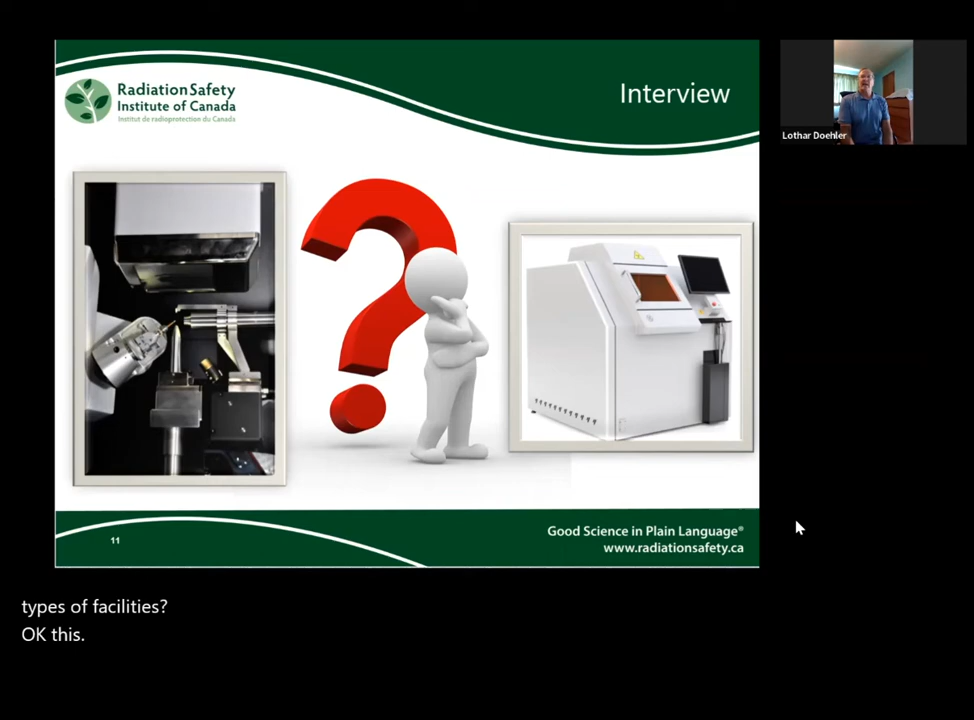 Radiation Safety
Institute of Canada
Institut de radioprotection du Canada
Interview
Lothar Doehler
11
Good Science in Plain Language®
www.radiationsafety.ca
types of facilities?
OK this.